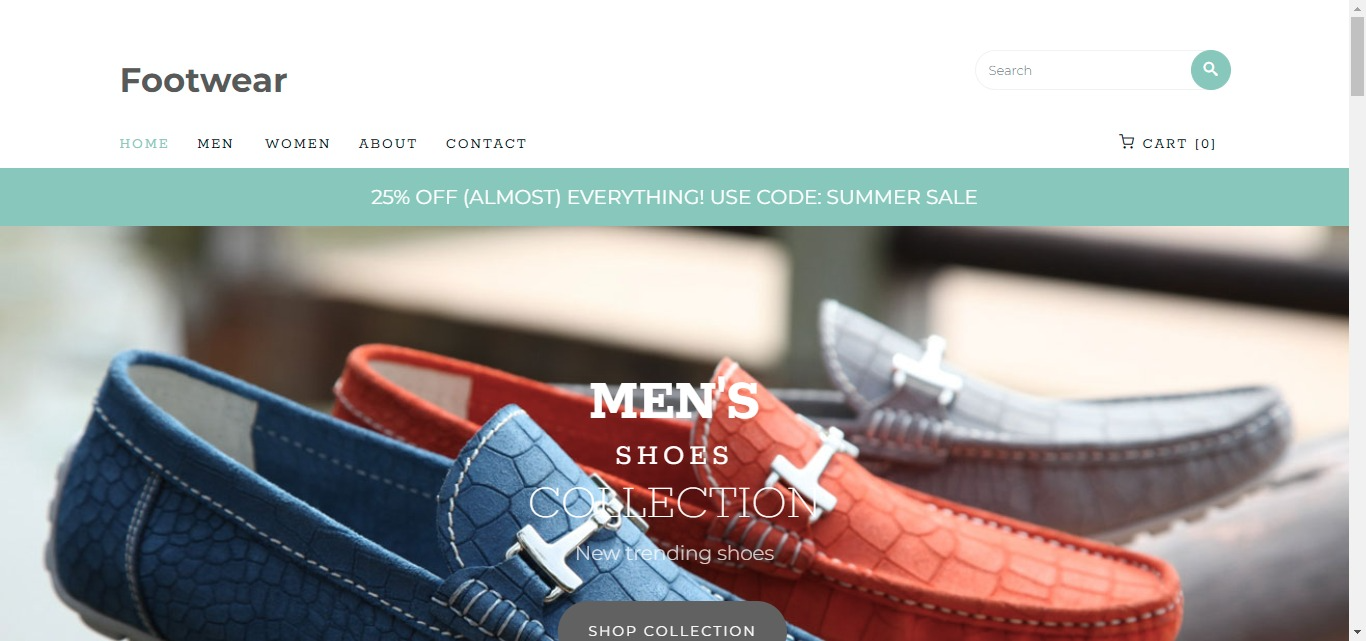 Footwear
Search
HOME MEN WOMEN ABOUT CONTACT
CART [0]
25% OFF (ALMOST) EVERYTHING! USE CODE: SUMMER SALE
MEN'S
SHOES
COLLECTION
New trending shoes
SHOP COLLECTION